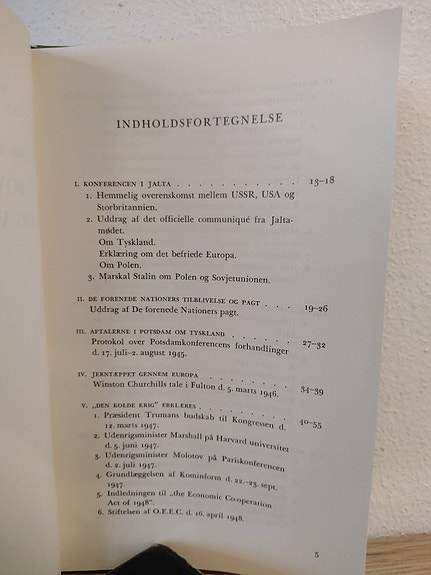 INDHOLDSFORTEGNELSE
I. KONFERENCEN I JALTA . . . . . . . . . . . 13-18
1. Hemmelig overenskomst mellem USSR, USA og
Storbritannien.
2. Uddrag af det officielle communiqué fra Jalta-
mødet.
Om Tyskland.
Erklæring om det befriede Europa.
Om Polen.
3. Marskal Stalin om Polen og Sovjetunionen.
II. DE FORENEDE NATIONERS TILBLIVELSE OG PAGT . . . 19-26
Uddrag af De forenede Nationers pagt.
III. AFTALERNE I POTSDAM OM TYSKLAND . . . . . . 27-32
Protokol over Potsdamkonferencens forhandlinger
d. 17. juli-2. august 1945.
IV. JERNTÆPPET GENNEM EUROPA . . . . . . . 34-39
Winston Churchills tale i Fulton d. 5. marts 1946.
V. „DEN KOLDE KRIG" ERKLÆRES . . . . . . . . 40-55
1. Præsident Trumans budskab til Kongressen d.
12. marts 1947.
2. Udenrigsminister Marshall på Harvard universitet
d. 5. juni 1947.
3. Udenrigsminister Molotov på Pariskonferencen
d. 2. juli 1947.
4. Grundlæggelsen af Kominform d. 22.-23. sept.
1947.
5. Indledningen til „the Economic Co-operation
Act of 1948".
6. Stiftelsen af O.E.E.C. d. 16. april 1948.
5